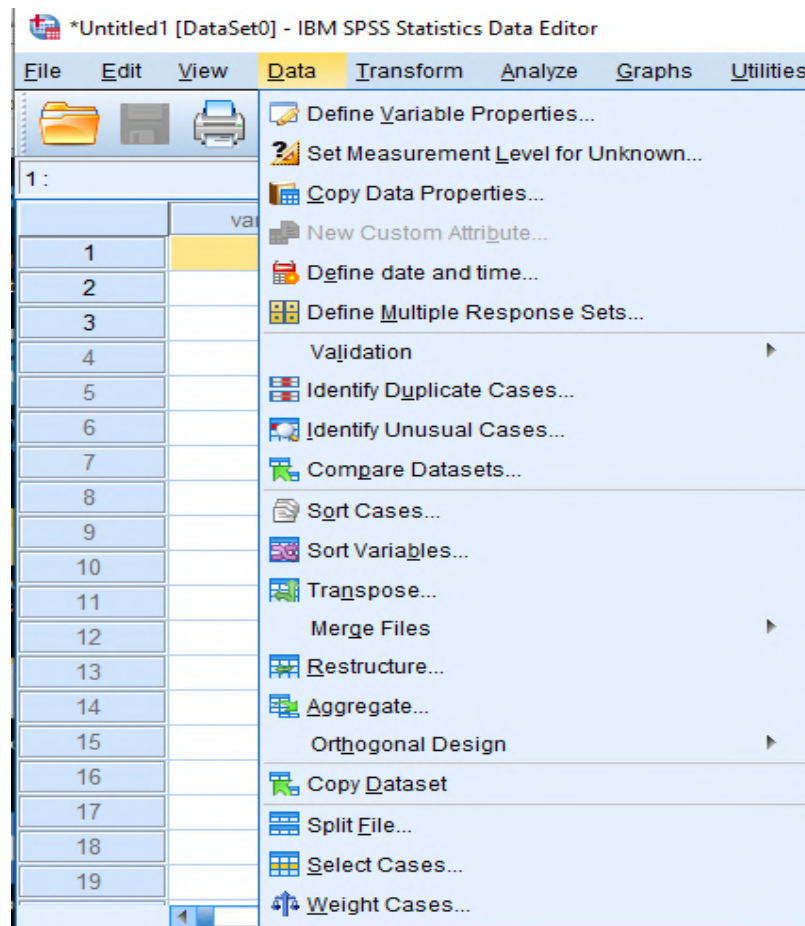 *Untitled1 [DataSet0] - IBM SPSS Statistics Data Editor
File Edit View Data Transform Analyze Graphs Utilities
Define Variable Properties...
Set Measurement Level for Unknown...
1 :
Copy Data Properties...
var
New Custom Attribute...
1
Define date and time...
2
Define Multiple Response Sets...
3
Validation
4
Identify Duplicate Cases...
5
Identify Unusual Cases...
6
7
Compare Datasets...
8
Sort Cases...
9
Sort Variables...
10
Transpose...
11
Merge Files
12
Restructure...
13
Aggregate...
14
Orthogonal Design
15
16
Copy Dataset
17
Split File...
18
Select Cases...
19
Weight Cases...